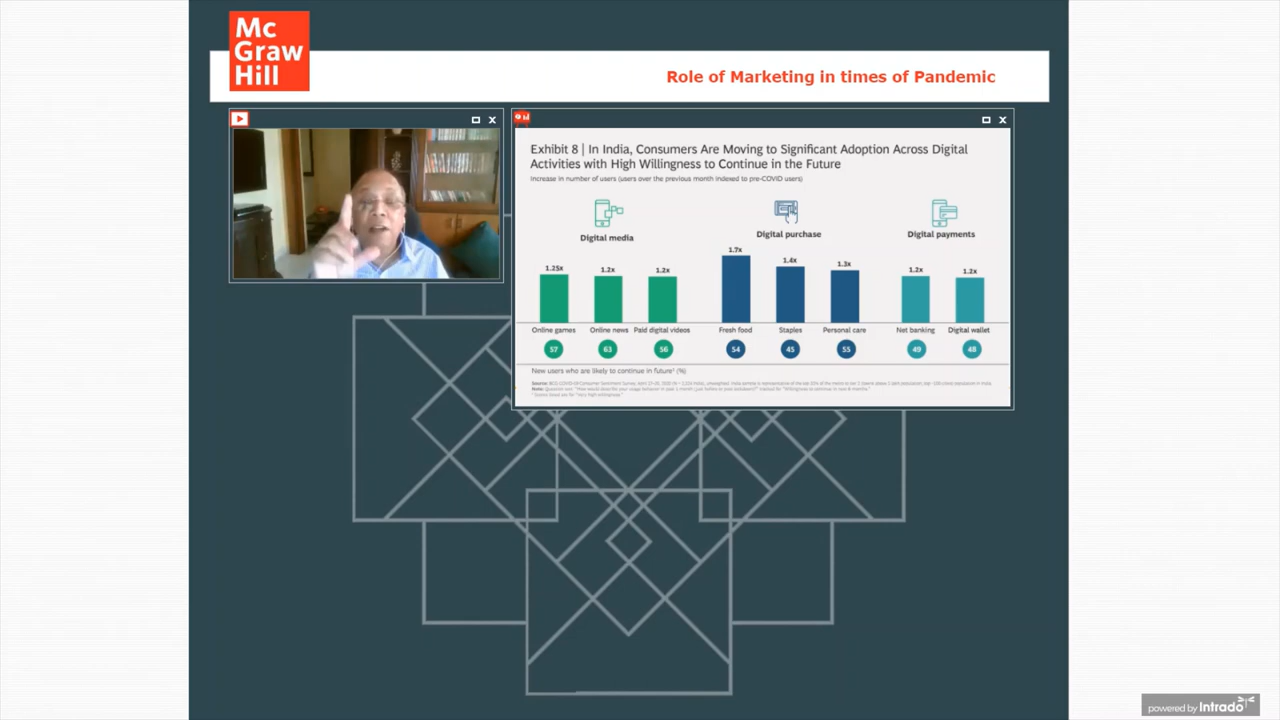 Mc
Graw
Hill
Role of Marketing in times of Pandemic
Exhibit 8 | In India, Consumers Are Moving to Significant Adoption Across Digital
Activities with High Willingness to Continue in the Future
Increase in number of users (users over the previous month indexed to pre-COVID users)
Digital media
Digital purchase
Digital payments
1.25x
1.2x
1.2x
1.7x
1.4x
1.3x
1.2x
1.2x
Online games
Online news
Paid digital videos
Fresh food
Staples
Personal care
Net banking
Digital wallet
57
63
56
54
45
55
49
48
New users who are likely to continue in future¹ (%)
powered by Intrado